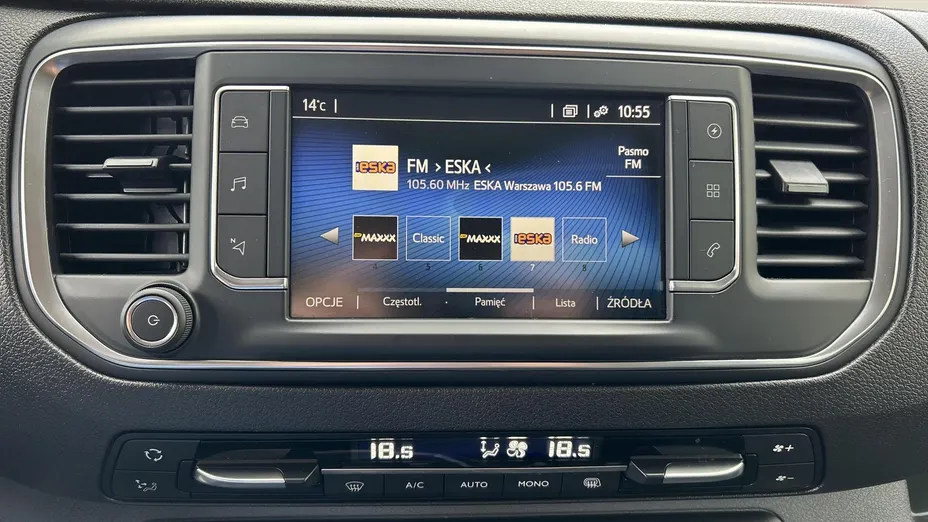 14°C
10:55
ESKA
FM > ESKA <
105.60 MHz ESKA Warszawa 105.6 FM
Pasmo
FM
MAXXX
Classic
MAXXX
ESKA
Radio
4 5 6 7 8
OPCJE
Częstotl.
Pamięć
Lista
ŹRÓDŁA
N
18.5
18.5
A/C
AUTO
MONO